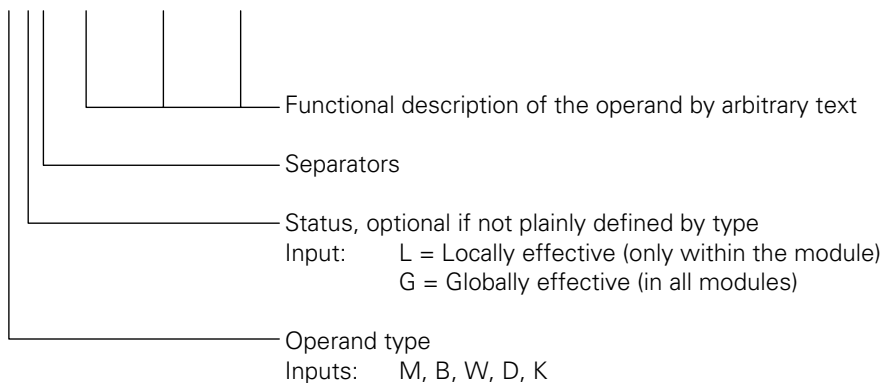 Functional description of the operand by arbitrary text
Separators
Status, optional if not plainly defined by type
Input: L = Locally effective (only within the module)
G = Globally effective (in all modules)
Operand type
Inputs: M, B, W, D, K